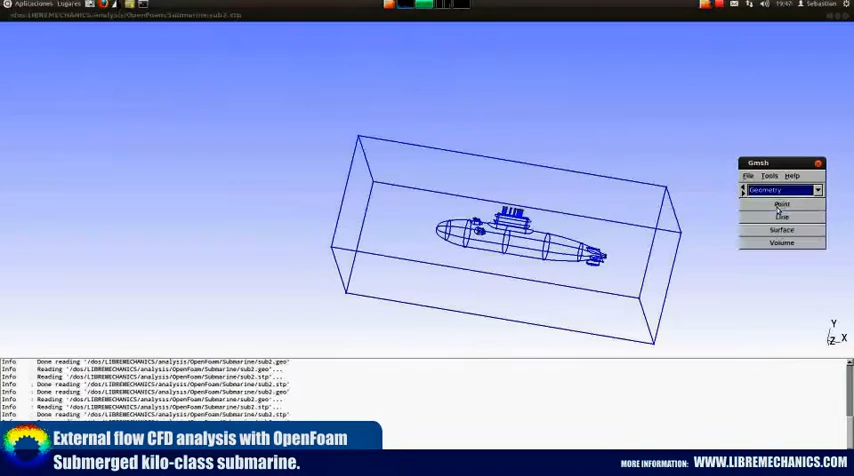 Aplicaciones Lugares
19:47 Sebastian
/dos/LIBREMECHANICS/analysis/OpenFoam/Submarine/sub2.stp
Gmsh
File Tools Help
Geometry
Point
Line
Surface
Volume
Y
Z X
Info : Done reading '/dos/LIBREMECHANICS/analysis/OpenFoam/Submarine/sub2.geo'
Info : Reading '/dos/LIBREMECHANICS/analysis/OpenFoam/Submarine/sub2.geo'...
Info : Reading '/dos/LIBREMECHANICS/analysis/OpenFoam/Submarine/sub2.stp'...
Info : Done reading '/dos/LIBREMECHANICS/analysis/OpenFoam/Submarine/sub2.stp'
Info : Done reading '/dos/LIBREMECHANICS/analysis/OpenFoam/Submarine/sub2.geo'
Info : Reading '/dos/LIBREMECHANICS/analysis/OpenFoam/Submarine/sub2.stp'...
Info : Done reading '/dos/LIBREMECHANICS/analysis/OpenFoam/Submarine/sub2.stp'
External flow CFD analysis with OpenFoam
Submerged kilo-class submarine.
MORE INFORMATION: WWW.LIBREMECHANICS.COM